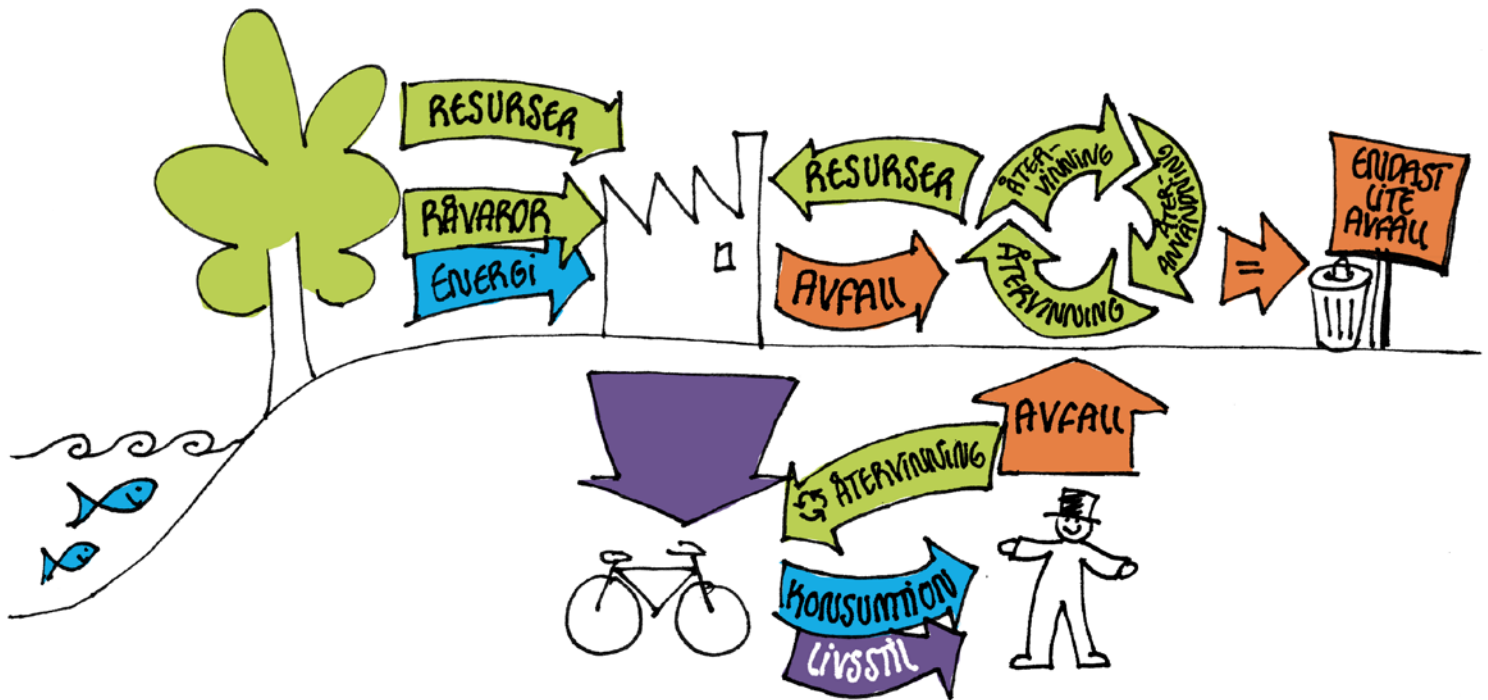 RESURSER
RÅVAROR
ENERGI
RESURSER
AVFALL
ÅTER-
VINNING
ÅTER-
ANVÄNDNING
ÅTERVINNING
=
ENDAST
LITE
AVFALL
AVFALL
ÅTERVINNING
KONSUMTION
LIVSSTIL